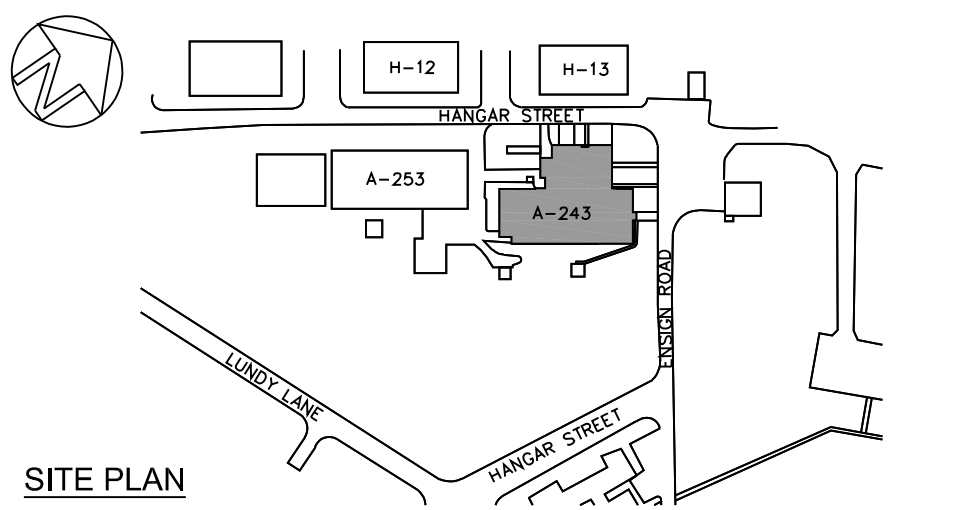 N
H-12
H-13
HANGAR STREET
A-253
A-243
ENSIGN ROAD
LUNDY LANE
HANGAR STREET
SITE PLAN